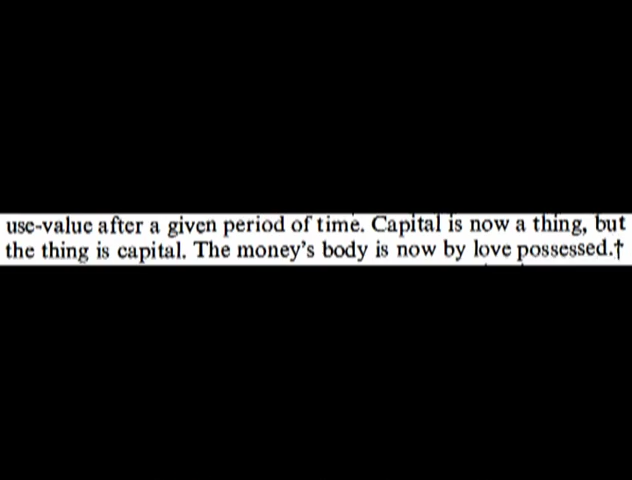 use-value after a given period of time. Capital is now a thing, but
the thing is capital. The money's body is now by love possessed.†